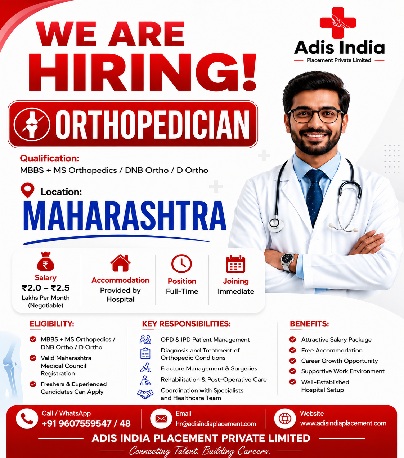 WE ARE
HIRING!
Adis India
Placement Private Limited
ORTHOPEDICIAN
Qualification:
MBBS + MS Orthopedics / DNB Ortho / D Ortho
Location:
MAHARASHTRA
Salary
₹2.0 – ₹2.5
Lakhs Per Month
(Negotiable)
Accommodation
Provided by
Hospital
Position
Full-Time
Joining
Immediate
ELIGIBILITY:
MBBS + MS Orthopedics /
DNB Ortho / D Ortho
Valid Maharashtra
Medical Council
Registration
Freshers & Experienced
Candidates Can Apply
KEY RESPONSIBILITIES:
OPD & IPD Patient Management
Diagnosis and Treatment of
Orthopedic Conditions
Fracture Management & Surgeries
Rehabilitation & Post-Operative Care
Coordination with Specialists
and Healthcare Team
BENEFITS:
Attractive Salary Package
Free Accommodation
Career Growth Opportunity
Supportive Work Environment
Well-Established
Hospital Setup
Call / WhatsApp
+91 9607559547 / 48
Email
hr@adisindiaplacement.com
Website
www.adisindiaplacement.com
ADIS INDIA PLACEMENT PRIVATE LIMITED
Connecting Talent. Building Careers.